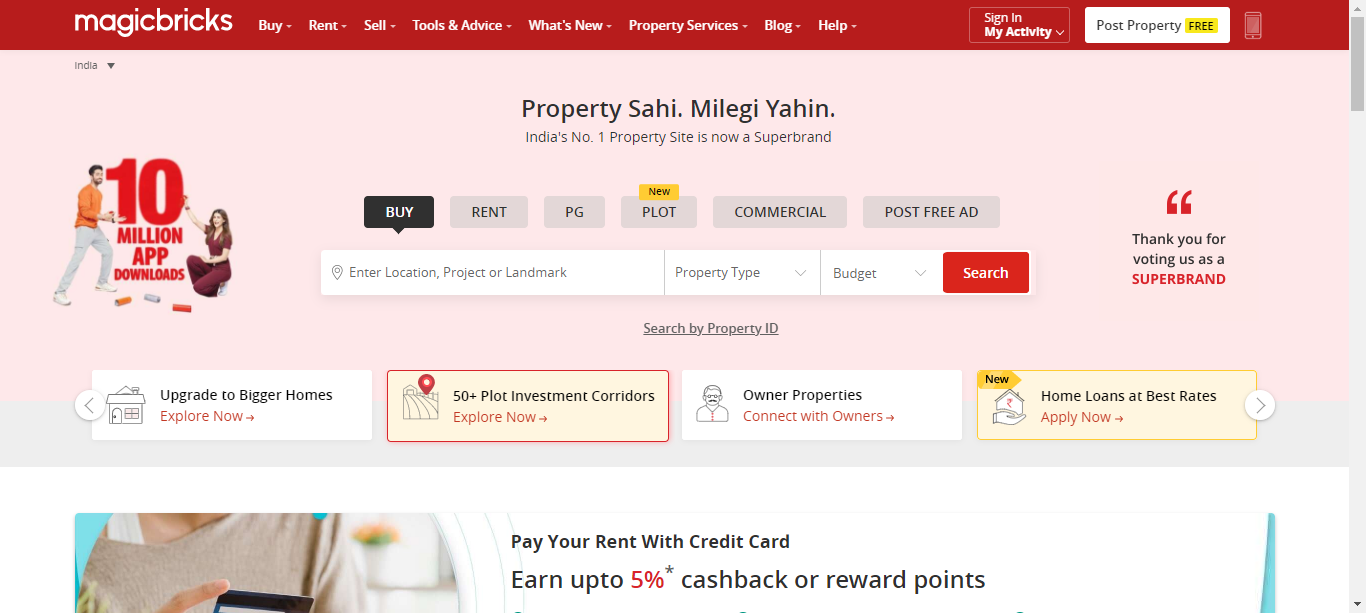 magicbricks
Buy Rent Sell Tools & Advice What's New Property Services Blog Help
Sign In
My Activity
Post Property FREE
India
Property Sahi. Milegi Yahin.
India's No. 1 Property Site is now a Superbrand
10
MILLION
APP
DOWNLOADS
New
BUY RENT PG PLOT COMMERCIAL POST FREE AD
Enter Location, Project or Landmark Property Type Budget Search
Search by Property ID
Thank you for
voting us as a
SUPERBRAND
Upgrade to Bigger Homes
Explore Now →
50+ Plot Investment Corridors
Explore Now →
Owner Properties
Connect with Owners →
New
Home Loans at Best Rates
Apply Now →
Pay Your Rent With Credit Card
Earn upto 5%* cashback or reward points